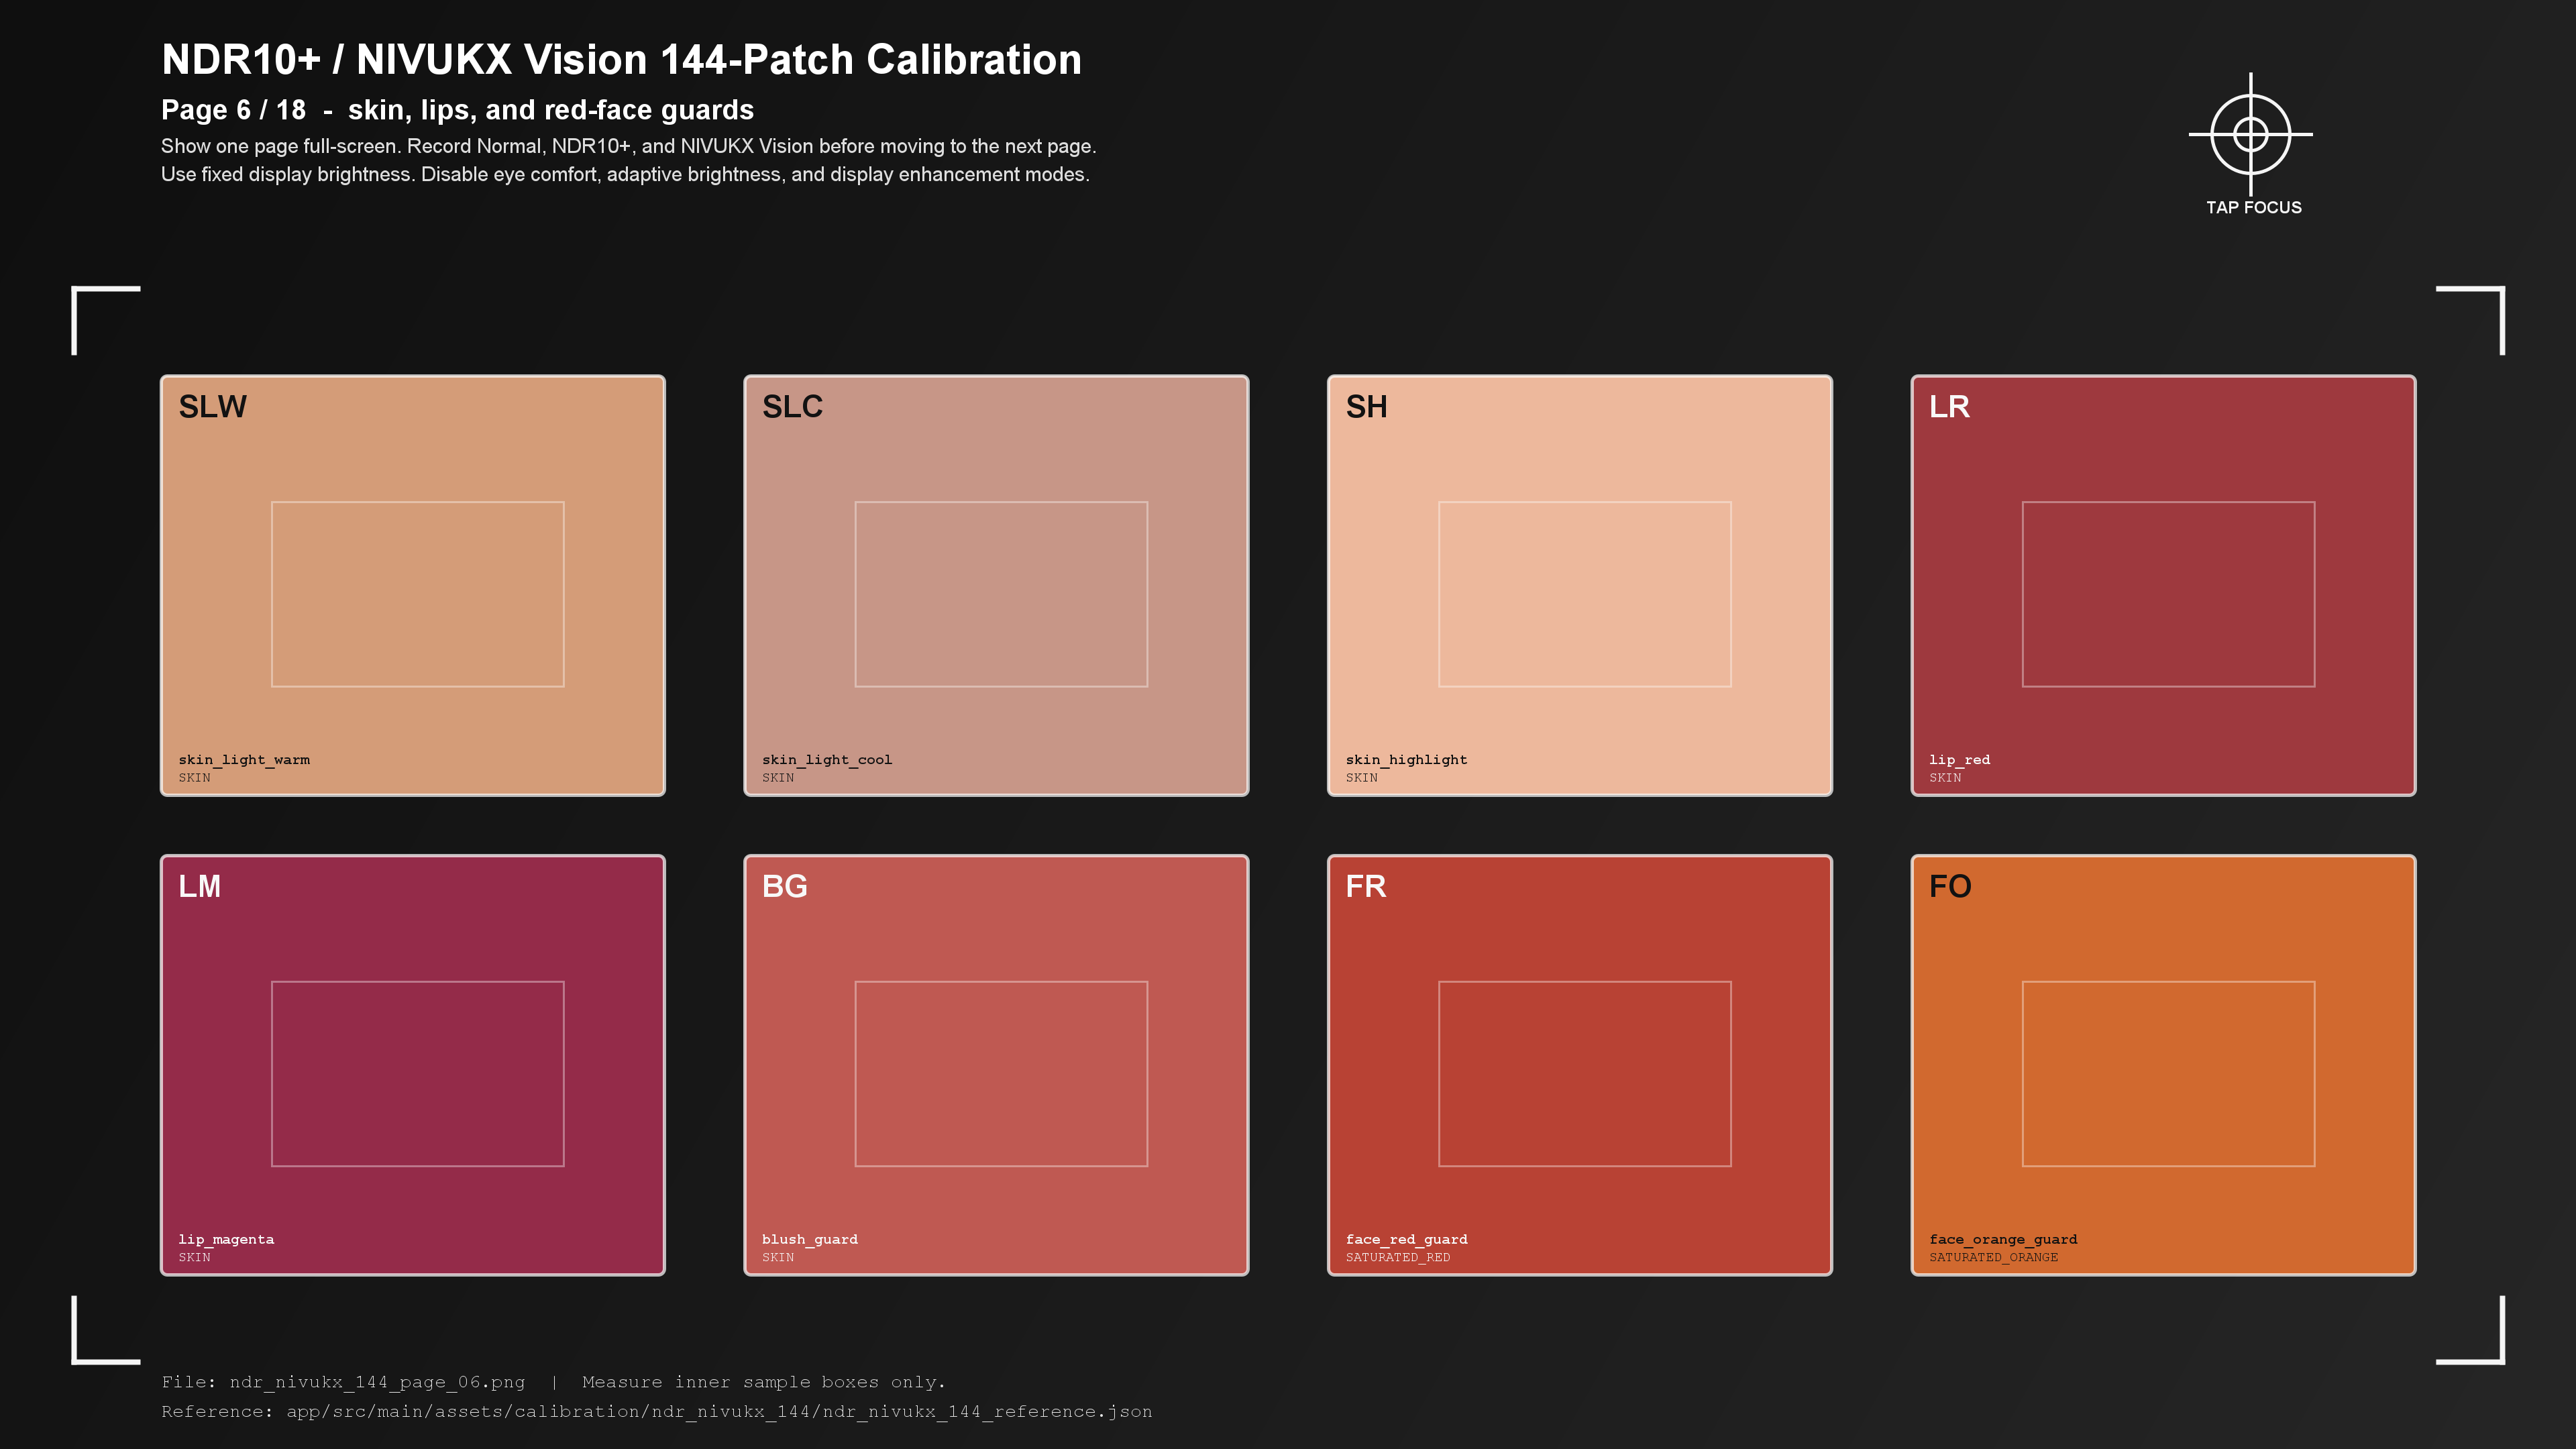 NDR10+ / NIVUKX Vision 144-Patch Calibration
Page 6 / 18 - skin, lips, and red-face guards
Show one page full-screen. Record Normal, NDR10+, and NIVUKX Vision before moving to the next page.
Use fixed display brightness. Disable eye comfort, adaptive brightness, and display enhancement modes.
TAP FOCUS
SLW
skin_light_warm
SKIN
SLC
skin_light_cool
SKIN
SH
skin_highlight
SKIN
LR
lip_red
SKIN
LM
lip_magenta
SKIN
BG
blush_guard
SKIN
FR
face_red_guard
SATURATED_RED
FO
face_orange_guard
SATURATED_ORANGE
File: ndr_nivukx_144_page_06.png | Measure inner sample boxes only.
Reference: app/src/main/assets/calibration/ndr_nivukx_144/ndr_nivukx_144_reference.json